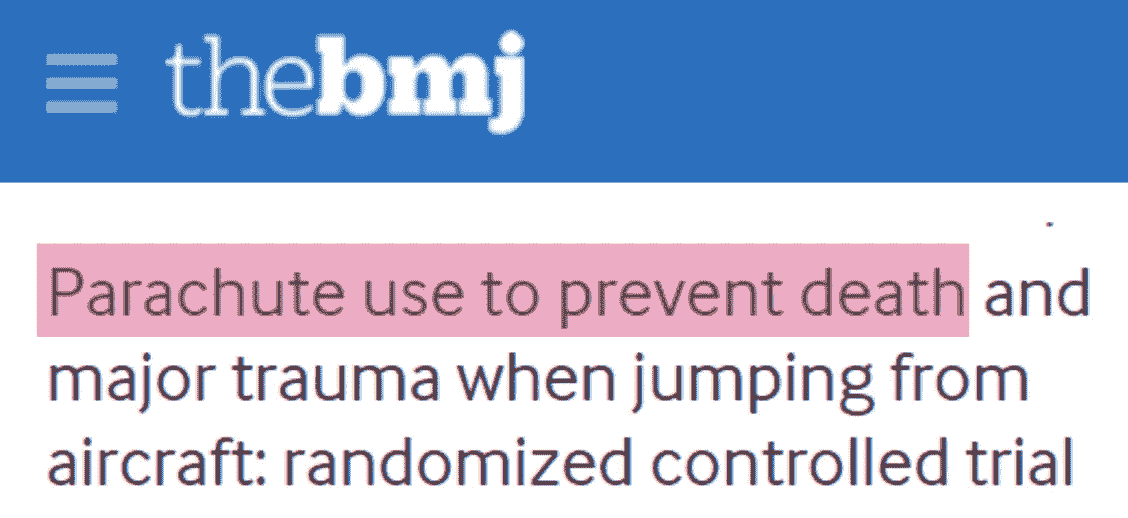 thebmj
Parachute use to prevent death and
major trauma when jumping from
aircraft: randomized controlled trial